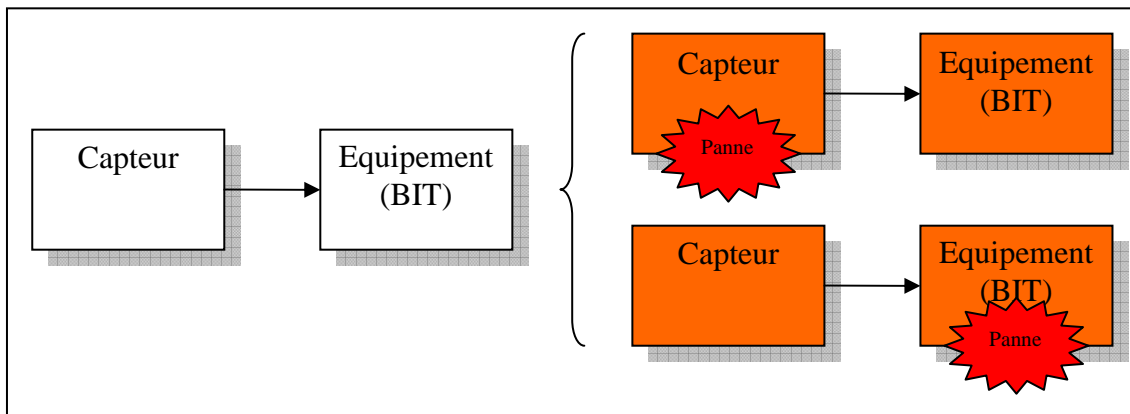 Capteur
Equipement
(BIT)
Capteur
Panne
Equipement
(BIT)
Capteur
Equipement
(BIT)
Panne